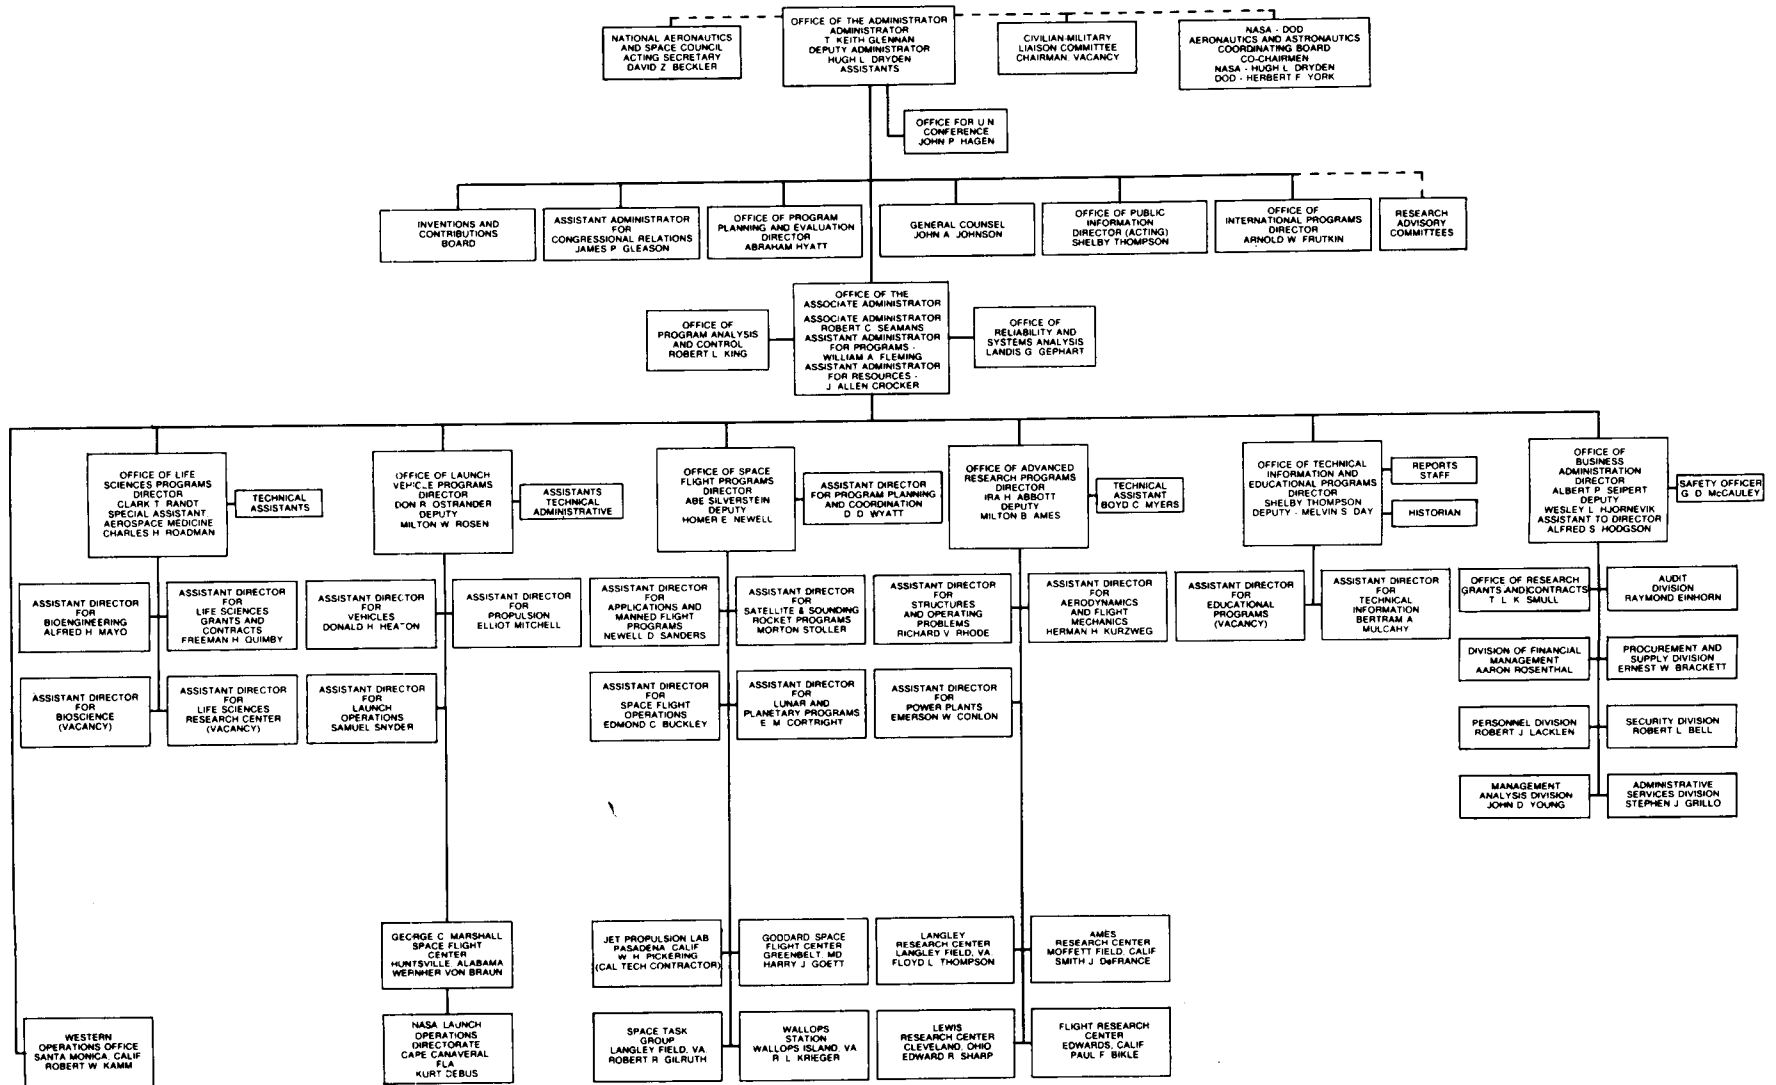 NATIONAL AERONAUTICS
AND SPACE COUNCIL
ACTING SECRETARY
DAVID Z BECKLER
OFFICE OF THE ADMINISTRATOR
ADMINISTRATOR
T KEITH GLENNAN
DEPUTY ADMINISTRATOR
HUGH L DRYDEN
ASSISTANTS
CIVILIAN-MILITARY
LIAISON COMMITTEE
CHAIRMAN, VACANCY
NASA - DOD
AERONAUTICS AND ASTRONAUTICS
COORDINATING BOARD
CO-CHAIRMEN
NASA - HUGH L DRYDEN
DOD - HERBERT F YORK
OFFICE FOR U N
CONFERENCE
JOHN P HAGEN
INVENTIONS AND
CONTRIBUTIONS
BOARD
ASSISTANT ADMINISTRATOR
FOR
CONGRESSIONAL RELATIONS
JAMES P GLEASON
OFFICE OF PROGRAM
PLANNING AND EVALUATION
DIRECTOR
ABRAHAM HYATT
GENERAL COUNSEL
JOHN A JOHNSON
OFFICE OF PUBLIC
INFORMATION
DIRECTOR (ACTING)
SHELBY THOMPSON
OFFICE OF
INTERNATIONAL PROGRAMS
DIRECTOR
ARNOLD W FRUTKIN
RESEARCH
ADVISORY
COMMITTEES
OFFICE OF
PROGRAM ANALYSIS
AND CONTROL
ROBERT L KING
OFFICE OF THE
ASSOCIATE ADMINISTRATOR
ASSOCIATE ADMINISTRATOR
ROBERT C SEAMANS
ASSISTANT ADMINISTRATOR
FOR PROGRAMS -
WILLIAM A FLEMING
ASSISTANT ADMINISTRATOR
FOR RESOURCES -
J ALLEN CROCKER
OFFICE OF
RELIABILITY AND
SYSTEMS ANALYSIS
LANDIS G GEPHART
OFFICE OF LIFE
SCIENCES PROGRAMS
DIRECTOR
CLARK T RANDT
SPECIAL ASSISTANT,
AEROSPACE MEDICINE
CHARLES H ROADMAN
TECHNICAL
ASSISTANTS
OFFICE OF LAUNCH
VEHICLE PROGRAMS
DIRECTOR
DON R OSTRANDER
DEPUTY
MILTON W ROSEN
ASSISTANTS
TECHNICAL
ADMINISTRATIVE
OFFICE OF SPACE
FLIGHT PROGRAMS
DIRECTOR
ABE SILVERSTEIN
DEPUTY
HOMER E NEWELL
ASSISTANT DIRECTOR
FOR PROGRAM PLANNING
AND COORDINATION
D D WYATT
OFFICE OF ADVANCED
RESEARCH PROGRAMS
DIRECTOR
IRA H ABBOTT
DEPUTY
MILTON B AMES
TECHNICAL
ASSISTANT
BOYD C MYERS
OFFICE OF TECHNICAL
INFORMATION AND
EDUCATIONAL PROGRAMS
DIRECTOR
SHELBY THOMPSON
DEPUTY - MELVIN S DAY
REPORTS
STAFF
HISTORIAN
OFFICE OF
BUSINESS
ADMINISTRATION
DIRECTOR
ALBERT P SEIPERT
DEPUTY
WESLEY L HJORNEVIK
ASSISTANT TO DIRECTOR
ALFRED S HODGSON
SAFETY OFFICER
G D McCAULEY
ASSISTANT DIRECTOR
FOR
BIOENGINEERING
ALFRED H MAYO
ASSISTANT DIRECTOR
FOR
LIFE SCIENCES
GRANTS AND
CONTRACTS
FREEMAN H QUIMBY
ASSISTANT DIRECTOR
FOR
VEHICLES
DONALD H HEATON
ASSISTANT DIRECTOR
FOR
PROPULSION
ELLIOT MITCHELL
ASSISTANT DIRECTOR
FOR
APPLICATIONS AND
MANNED FLIGHT
PROGRAMS
NEWELL D SANDERS
ASSISTANT DIRECTOR
FOR
SATELLITE & SOUNDING
ROCKET PROGRAMS
MORTON STOLLER
ASSISTANT DIRECTOR
FOR
STRUCTURES
AND OPERATING
PROBLEMS
RICHARD V RHODE
ASSISTANT DIRECTOR
FOR
AERODYNAMICS
AND FLIGHT
MECHANICS
HERMAN H KURZWEG
ASSISTANT DIRECTOR
FOR
EDUCATIONAL
PROGRAMS
(VACANCY)
ASSISTANT DIRECTOR
FOR
TECHNICAL
INFORMATION
BERTRAM A
MULCAHY
OFFICE OF RESEARCH
GRANTS AND CONTRACTS
T L K SMULL
AUDIT
DIVISION
RAYMOND EINHORN
ASSISTANT DIRECTOR
FOR
BIOSCIENCE
(VACANCY)
ASSISTANT DIRECTOR
FOR
LIFE SCIENCES
RESEARCH CENTER
(VACANCY)
ASSISTANT DIRECTOR
FOR
LAUNCH
OPERATIONS
SAMUEL SNYDER
ASSISTANT DIRECTOR
FOR
SPACE FLIGHT
OPERATIONS
EDMOND C BUCKLEY
ASSISTANT DIRECTOR
FOR
LUNAR AND
PLANETARY PROGRAMS
E M CORTRIGHT
ASSISTANT DIRECTOR
FOR
POWER PLANTS
EMERSON W CONLON
DIVISION OF FINANCIAL
MANAGEMENT
AARON ROSENTHAL
PROCUREMENT AND
SUPPLY DIVISION
ERNEST W BRACKETT
PERSONNEL DIVISION
ROBERT J LACKLEN
SECURITY DIVISION
ROBERT L BELL
MANAGEMENT
ANALYSIS DIVISION
JOHN D YOUNG
ADMINISTRATIVE
SERVICES DIVISION
STEPHEN J GRILLO
GEORGE C MARSHALL
SPACE FLIGHT
CENTER
HUNTSVILLE, ALABAMA
WERNHER VON BRAUN
JET PROPULSION LAB
PASADENA, CALIF
W H PICKERING
(CAL TECH CONTRACTOR)
GODDARD SPACE
FLIGHT CENTER
GREENBELT, MD
HARRY J GOETT
LANGLEY
RESEARCH CENTER
LANGLEY FIELD, VA
FLOYD L THOMPSON
AMES
RESEARCH CENTER
MOFFETT FIELD, CALIF
SMITH J DeFRANCE
WESTERN
OPERATIONS OFFICE
SANTA MONICA, CALIF
ROBERT W KAMM
NASA LAUNCH
OPERATIONS
DIRECTORATE
CAPE CANAVERAL
FLA
KURT DEBUS
SPACE TASK
GROUP
LANGLEY FIELD, VA.
ROBERT R GILRUTH
WALLOPS
STATION
WALLOPS ISLAND, VA
R L KRIEGER
LEWIS
RESEARCH CENTER
CLEVELAND, OHIO
EDWARD R SHARP
FLIGHT RESEARCH
CENTER
EDWARDS, CALIF
PAUL F BIKLE